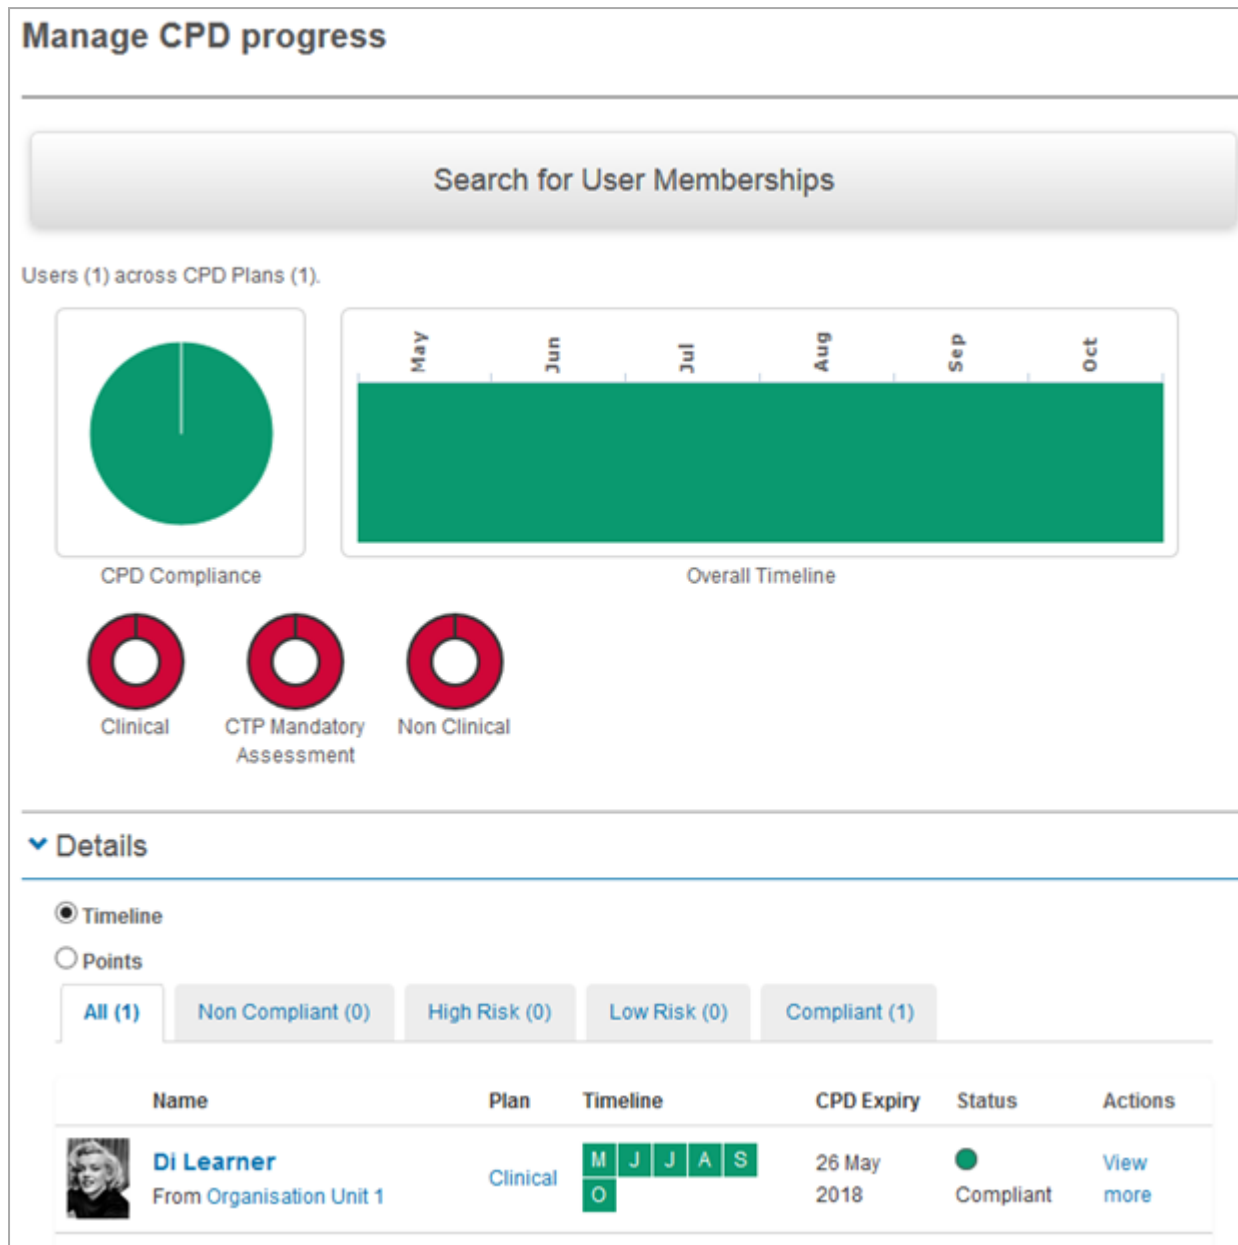 Manage CPD progress
Search for User Memberships
Users (1) across CPD Plans (1).
May Jun Jul Aug Sep Oct
CPD Compliance
Overall Timeline
Clinical
CTP Mandatory
Assessment
Non Clinical
Details
Timeline
Points
All (1) Non Compliant (0) High Risk (0) Low Risk (0) Compliant (1)
Name Plan Timeline CPD Expiry Status Actions
Di Learner
From Organisation Unit 1
Clinical
M J J A S
O
26 May
2018
Compliant
View
more